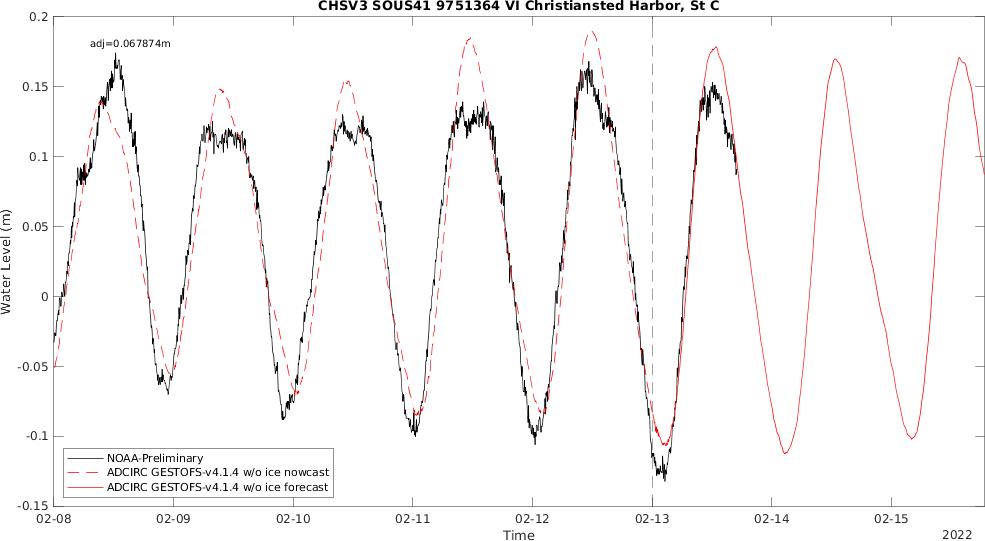 CHSV3 SOUS41 9751364 VI Christiansted Harbor, St C
adj=0.067874m
0.2
0.15
0.1
0.05
0
-0.05
-0.1
-0.15
Water Level (m)
NOAA-Preliminary
ADCIRC GESTOFS-v4.1.4 w/o ice nowcast
ADCIRC GESTOFS-v4.1.4 w/o ice forecast
02-08 02-09 02-10 02-11 02-12 02-13 02-14 02-15
Time
2022